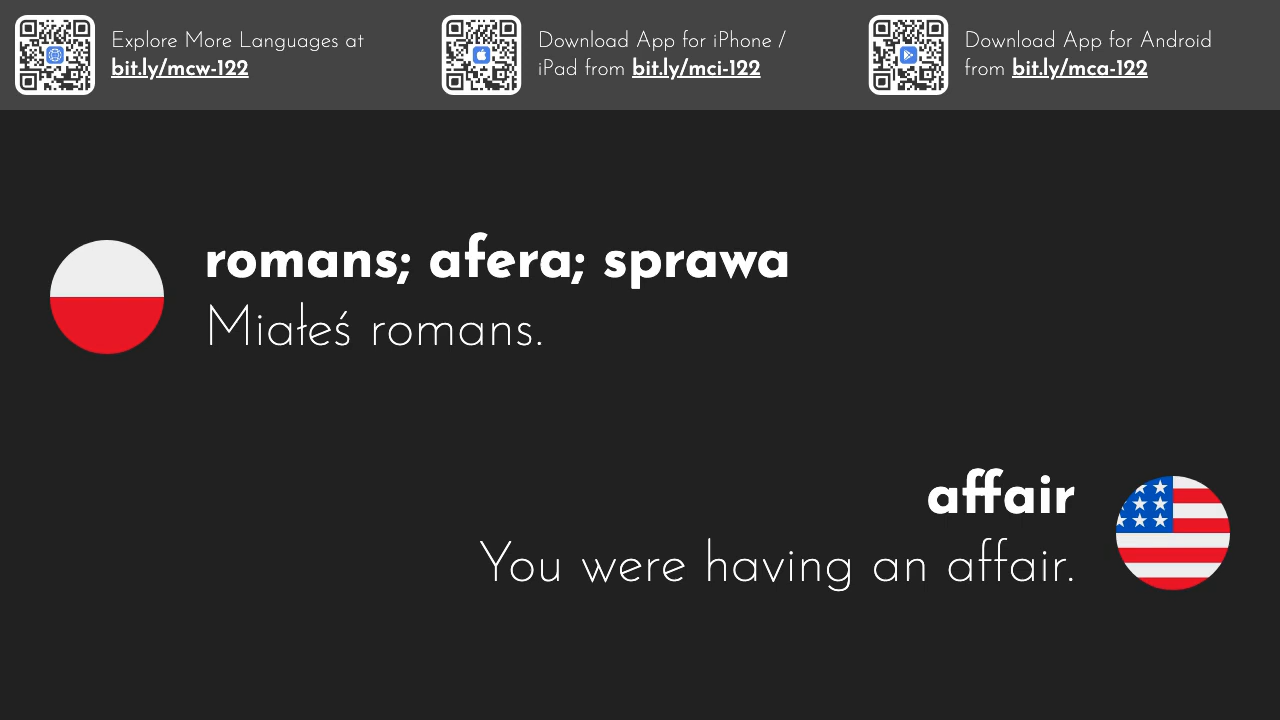 Explore More Languages at
bit.ly/mcw-122
Download App for iPhone /
iPad from bit.ly/mci-122
Download App for Android
from bit.ly/mca-122
romans; afera; sprawa
Miałeś romans.
affair
You were having an affair.